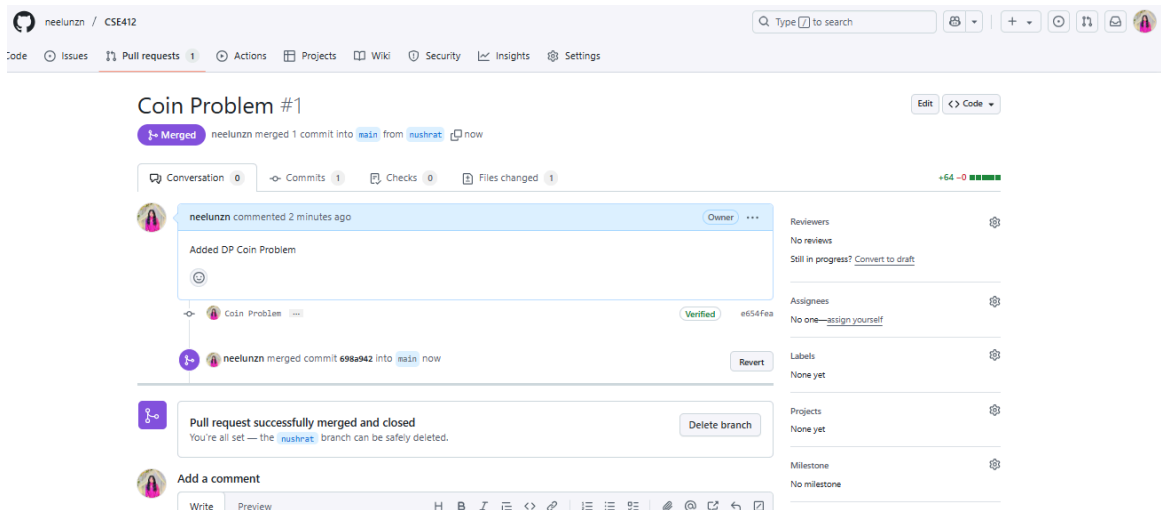 neelunzn / CSE412
Type / to search
Code Issues Pull requests 1 Actions Projects Wiki Security Insights Settings
Coin Problem #1
Edit <> Code
Merged neelunzn merged 1 commit into main from nushrat now
Conversation 0 Commits 1 Checks 0 Files changed 1 +64 −0
neelunzn commented 2 minutes ago Owner ...
Added DP Coin Problem
Coin Problem ... Verified e654fea
neelunzn merged commit 698a942 into main now Revert
Pull request successfully merged and closed
You're all set — the nushrat branch can be safely deleted.
Delete branch
Add a comment
Write Preview H B I
Reviewers
No reviews
Still in progress? Convert to draft
Assignees
No one—assign yourself
Labels
None yet
Projects
None yet
Milestone
No milestone